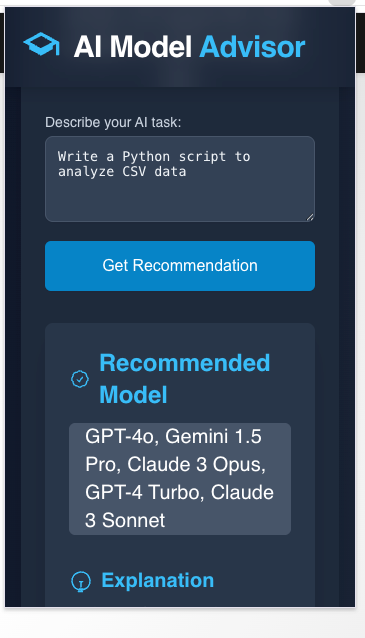 AI Model Advisor
Describe your AI task:
Write a Python script to
analyze CSV data
Get Recommendation
Recommended
Model
GPT-4o, Gemini 1.5
Pro, Claude 3 Opus,
GPT-4 Turbo, Claude
3 Sonnet
Explanation